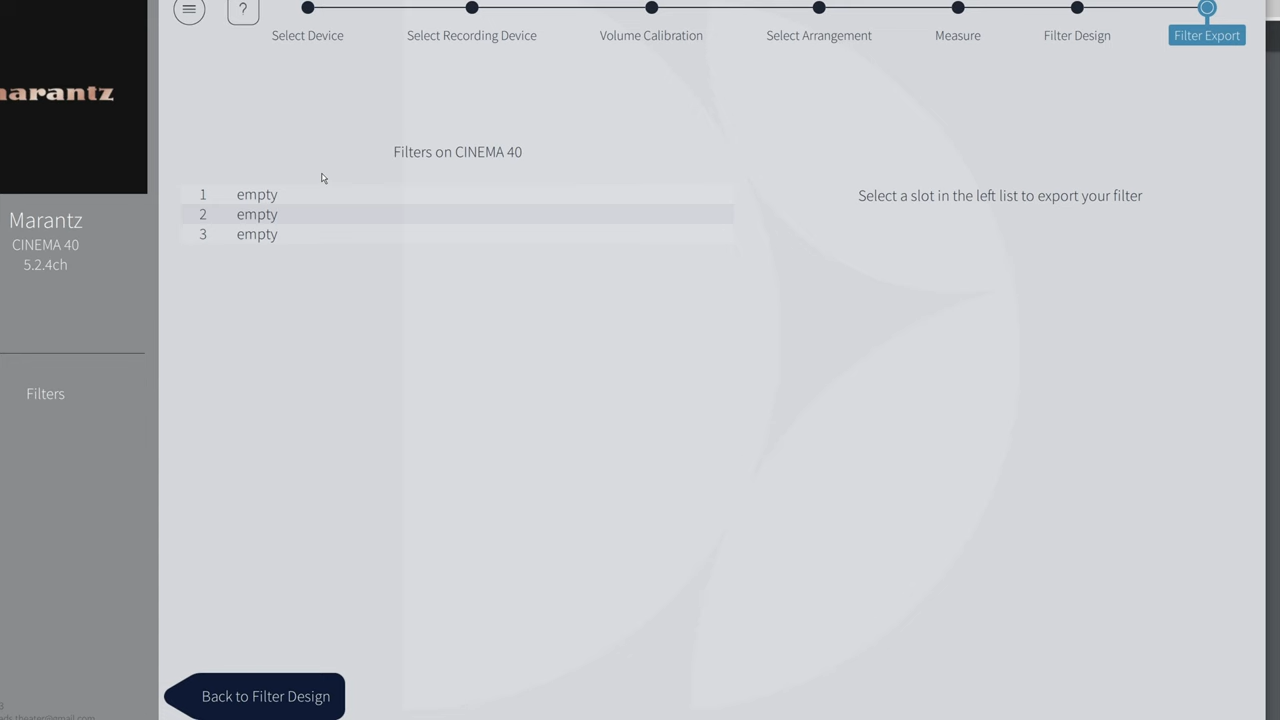 ?
Select Device
Select Recording Device
Volume Calibration
Select Arrangement
Measure
Filter Design
Filter Export
marantz
Filters on CINEMA 40
1 empty
2 empty
3 empty
Select a slot in the left list to export your filter
Marantz
CINEMA 40
5.2.4ch
Filters
Back to Filter Design